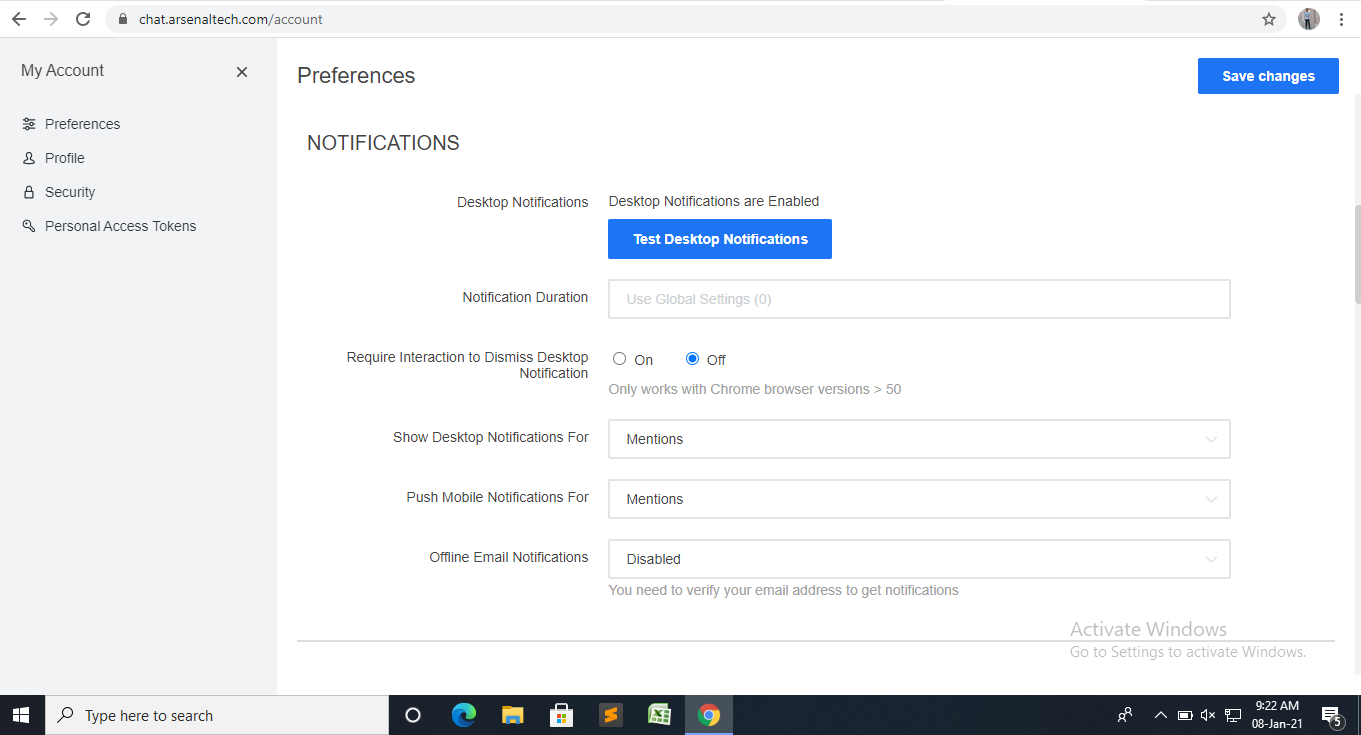 chat.arsenaltech.com/account
My Account
Preferences
Profile
Security
Personal Access Tokens
Preferences
Save changes
NOTIFICATIONS
Desktop Notifications
Desktop Notifications are Enabled
Test Desktop Notifications
Notification Duration
Use Global Settings (0)
Require Interaction to Dismiss Desktop
Notification
On
Off
Only works with Chrome browser versions > 50
Show Desktop Notifications For
Mentions
Push Mobile Notifications For
Mentions
Offline Email Notifications
Disabled
You need to verify your email address to get notifications
Activate Windows
Go to Settings to activate Windows.
Type here to search
9:22 AM
08-Jan-21
5